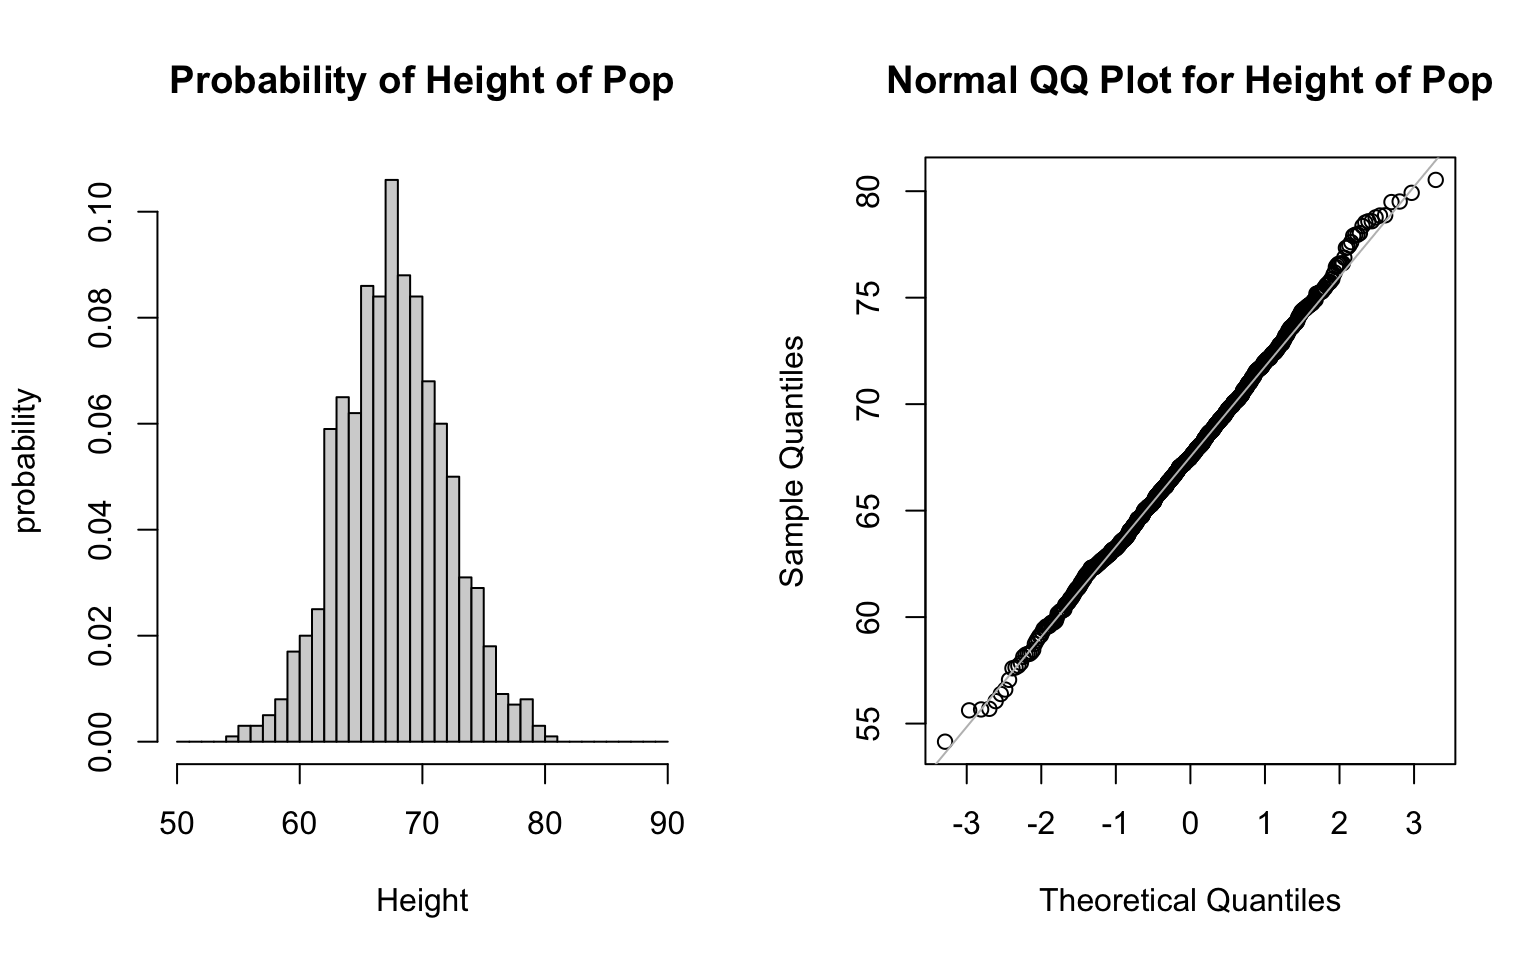 Probability of Height of Pop
probability
0.00 0.02 0.04 0.06 0.08 0.10
50 60 70 80 90
Height
Normal QQ Plot for Height of Pop
Sample Quantiles
55 60 65 70 75 80
-3 -2 -1 0 1 2 3
Theoretical Quantiles